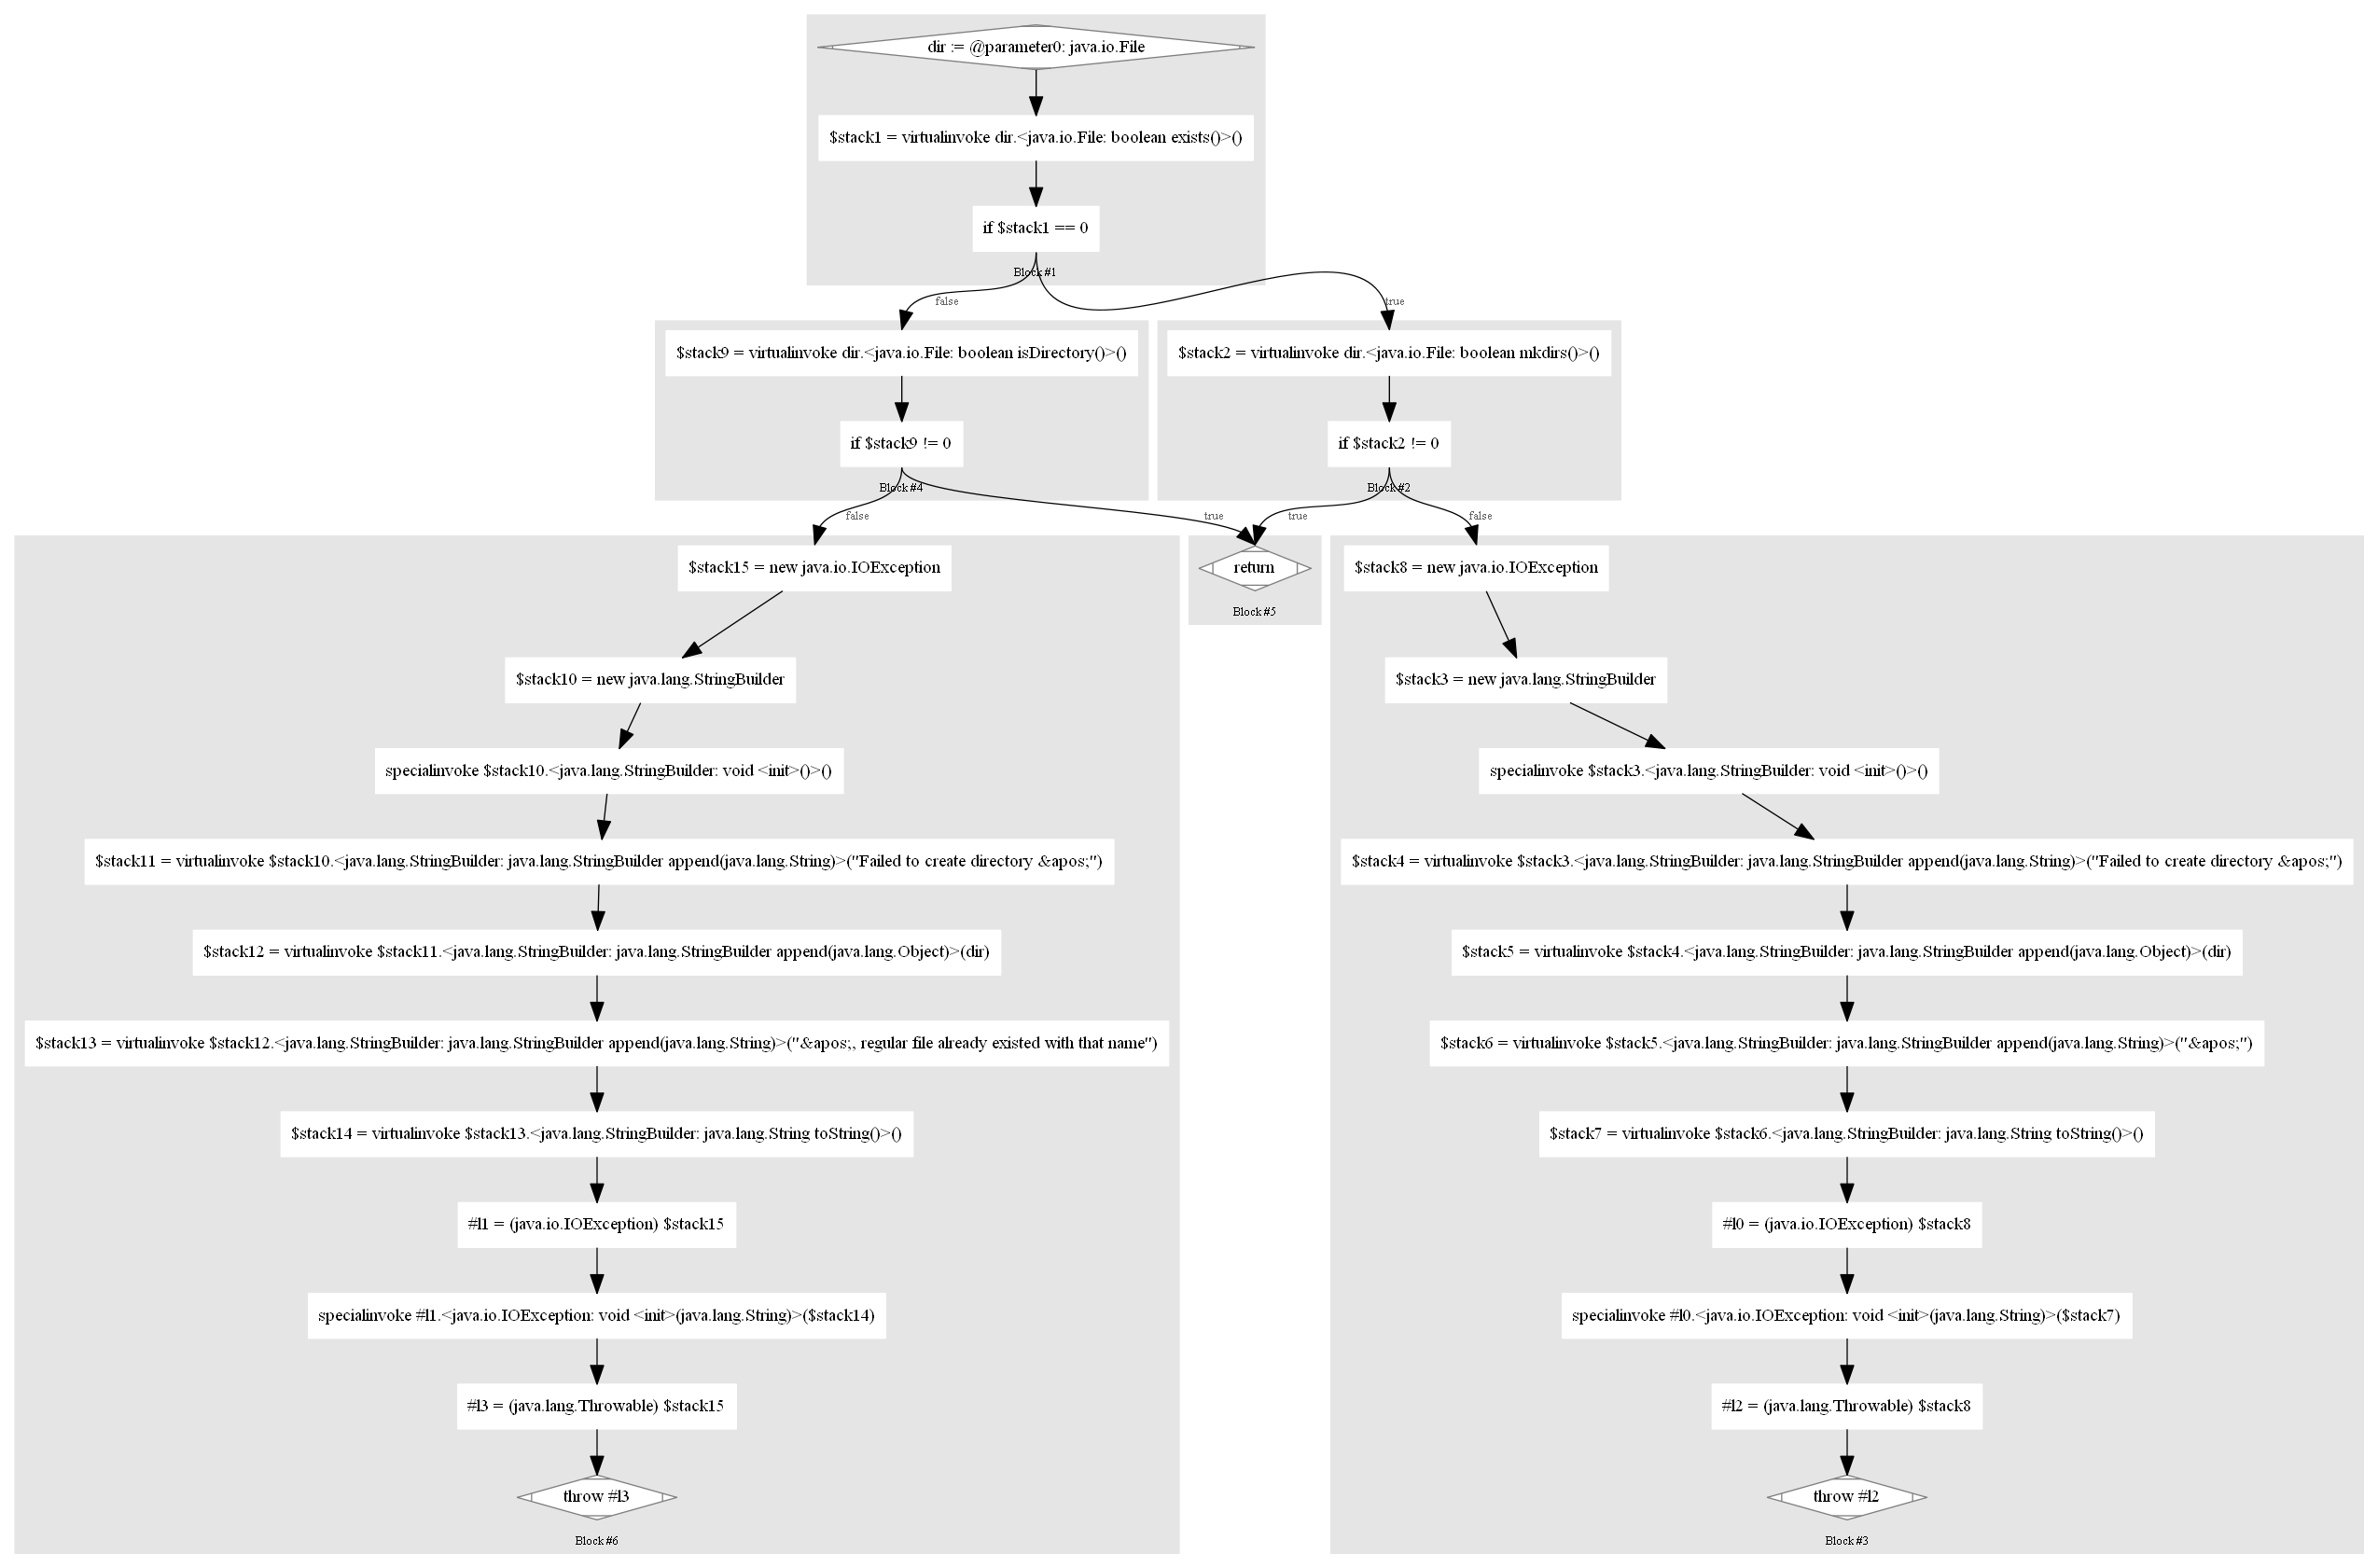 dir := @parameter0: java.io.File
$stack1 = virtualinvoke dir.<java.io.File: boolean exists()>()
if $stack1 == 0
Block #1
false
true
$stack9 = virtualinvoke dir.<java.io.File: boolean isDirectory()>()
if $stack9 != 0
Block #4
$stack2 = virtualinvoke dir.<java.io.File: boolean mkdirs()>()
if $stack2 != 0
Block #2
false
true
true
false
$stack15 = new java.io.IOException
$stack10 = new java.lang.StringBuilder
specialinvoke $stack10.<java.lang.StringBuilder: void <init>()>()
$stack11 = virtualinvoke $stack10.<java.lang.StringBuilder: java.lang.StringBuilder append(java.lang.String)>("Failed to create directory &apos;")
$stack12 = virtualinvoke $stack11.<java.lang.StringBuilder: java.lang.StringBuilder append(java.lang.Object)>(dir)
$stack13 = virtualinvoke $stack12.<java.lang.StringBuilder: java.lang.StringBuilder append(java.lang.String)>("&apos;, regular file already existed with that name")
$stack14 = virtualinvoke $stack13.<java.lang.StringBuilder: java.lang.String toString()>()
#l1 = (java.io.IOException) $stack15
specialinvoke #l1.<java.io.IOException: void <init>(java.lang.String)>($stack14)
#l3 = (java.lang.Throwable) $stack15
throw #l3
Block #6
return
Block #5
$stack8 = new java.io.IOException
$stack3 = new java.lang.StringBuilder
specialinvoke $stack3.<java.lang.StringBuilder: void <init>()>()
$stack4 = virtualinvoke $stack3.<java.lang.StringBuilder: java.lang.StringBuilder append(java.lang.String)>("Failed to create directory &apos;")
$stack5 = virtualinvoke $stack4.<java.lang.StringBuilder: java.lang.StringBuilder append(java.lang.Object)>(dir)
$stack6 = virtualinvoke $stack5.<java.lang.StringBuilder: java.lang.StringBuilder append(java.lang.String)>("&apos;")
$stack7 = virtualinvoke $stack6.<java.lang.StringBuilder: java.lang.String toString()>()
#l0 = (java.io.IOException) $stack8
specialinvoke #l0.<java.io.IOException: void <init>(java.lang.String)>($stack7)
#l2 = (java.lang.Throwable) $stack8
throw #l2
Block #3